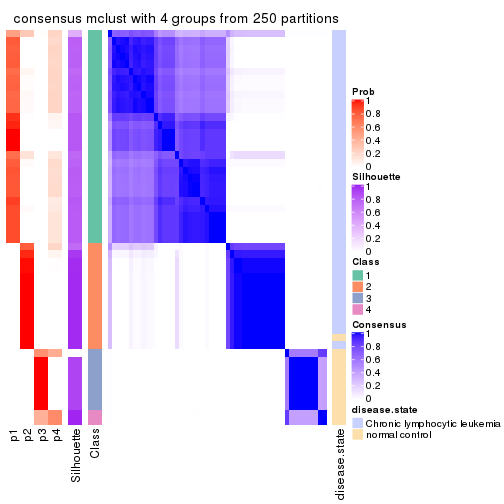 consensus mclust with 4 groups from 250 partitions
Prob
1
0.8
0.6
0.4
0.2
0
Silhouette
1
0.8
0.6
0.4
0.2
0
Class
1
2
3
4
Consensus
1
0.8
0.6
0.4
0.2
0
disease.state
Chronic lymphocytic leukemia
normal control
p1
p2
p3
p4
Silhouette
Class
disease.state